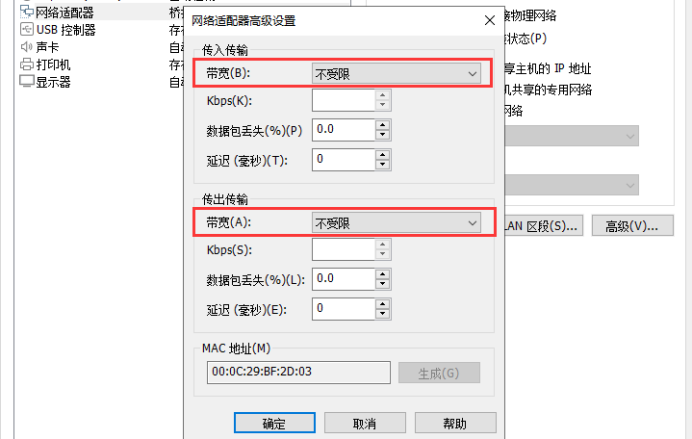 网络适配器
USB 控制器
声卡
打印机
显示器
桥
存
自
存
自
网络适配器高级设置
传入传输
带宽(B):
不受限
Kbps(K):
数据包丢失(%)(P)
0.0
延迟 (毫秒)(T):
0
传出传输
带宽(A):
不受限
Kbps(S):
数据包丢失(%)(L):
0.0
延迟 (毫秒)(E):
0
MAC 地址(M)
00:0C:29:BF:2D:03
生成(G)
确定
取消
帮助
物理网络
状态(P)
享主机的 IP 地址
机共享的专用网络
网络
LAN 区段(S)...
高级(V)...